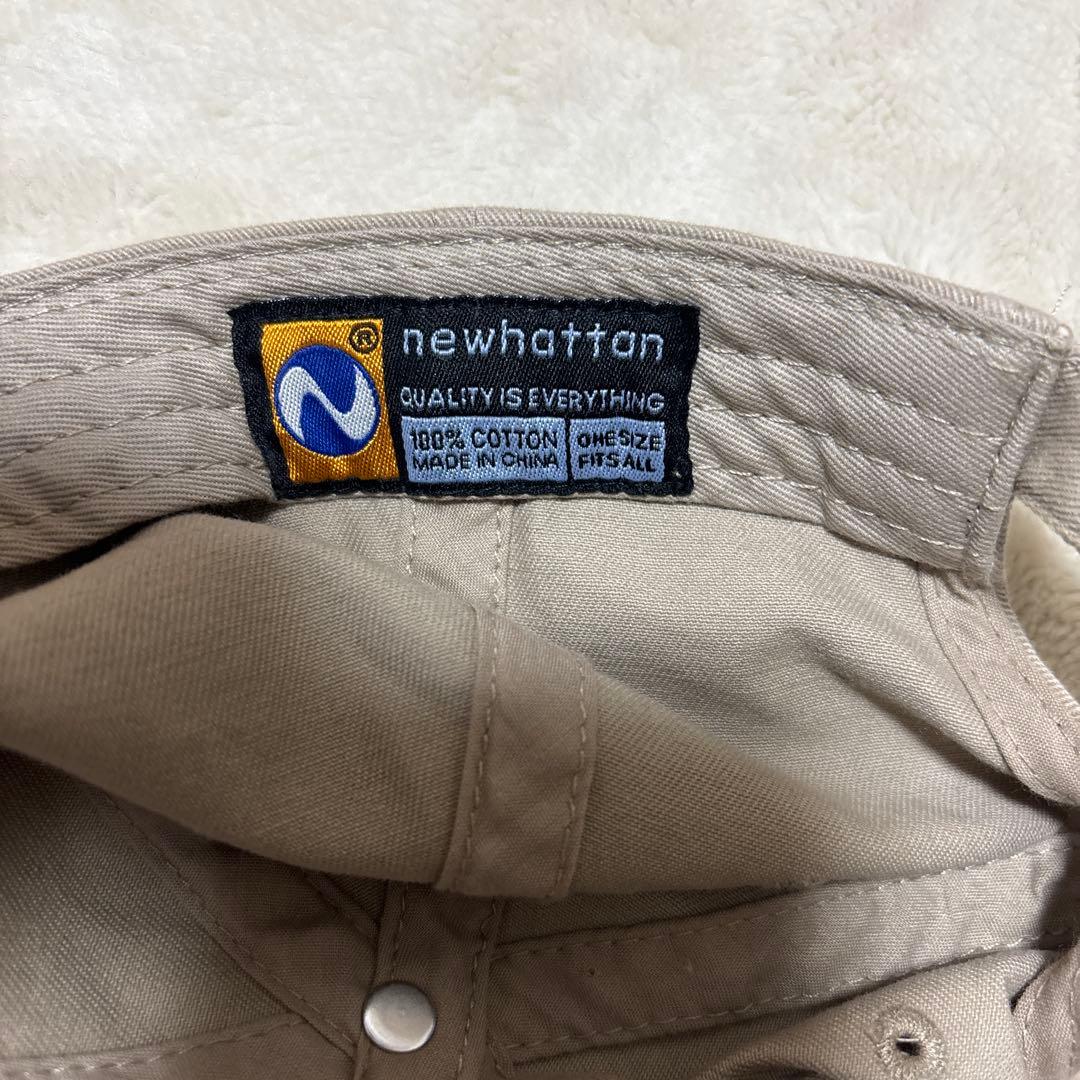 ®
newhattan
QUALITY IS EVERYTHING
100% COTTON
MADE IN CHINA
ONE SIZE
FITS ALL